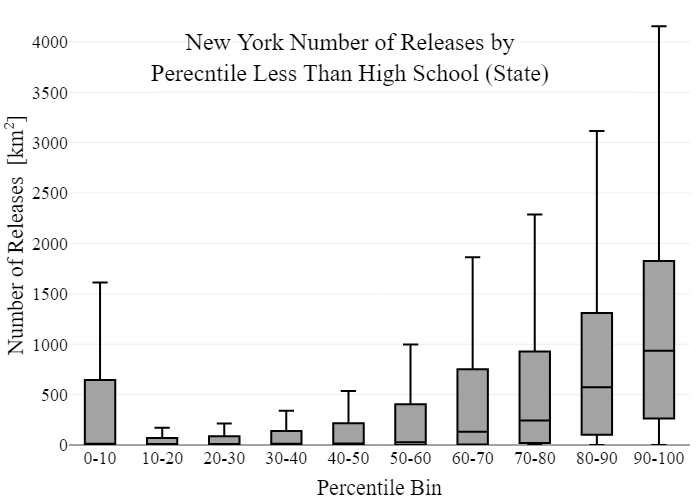 New York Number of Releases by
Perecntile Less Than High School (State)
Number of Releases [km²]
4000
3500
3000
2500
2000
1500
1000
500
0
0-10 10-20 20-30 30-40 40-50 50-60 60-70 70-80 80-90 90-100
Percentile Bin